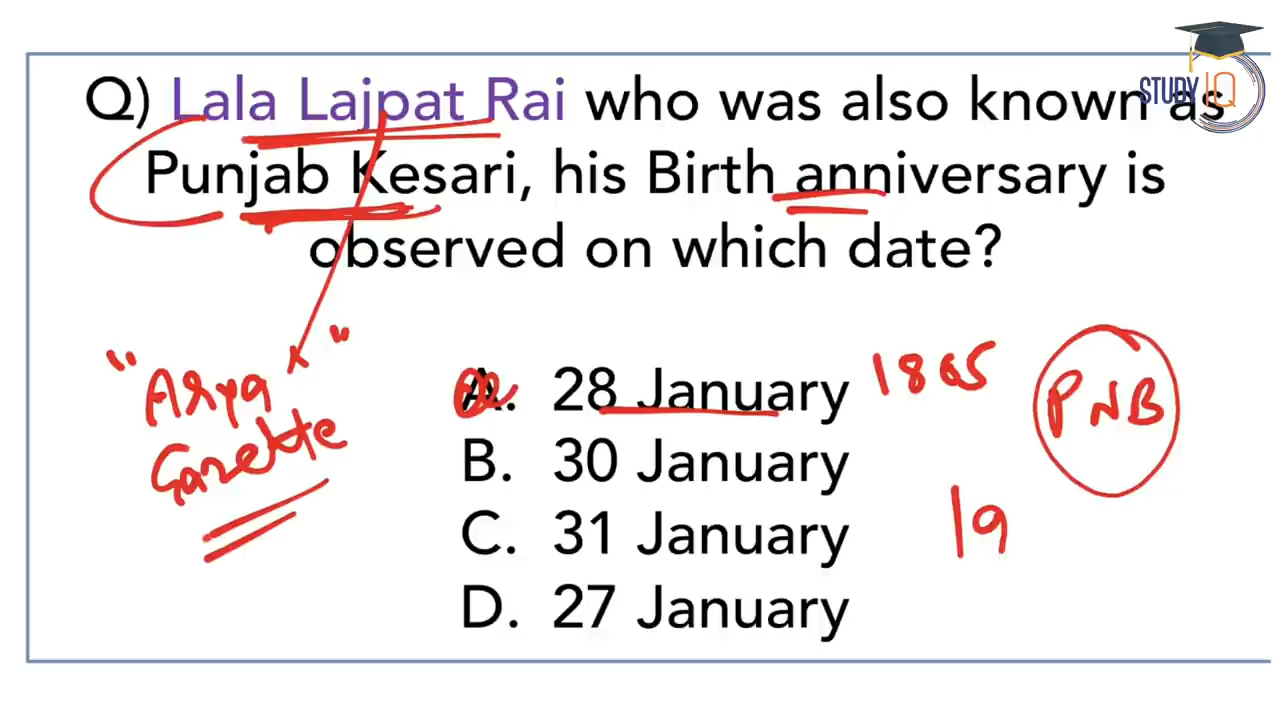 STUDY IQ
Q) Lala Lajpat Rai who was also known as
Punjab Kesari, his Birth anniversary is
observed on which date?
"Arya
Gazette"
A. 28 January 1865
B. 30 January
C. 31 January
D. 27 January
PNB
19